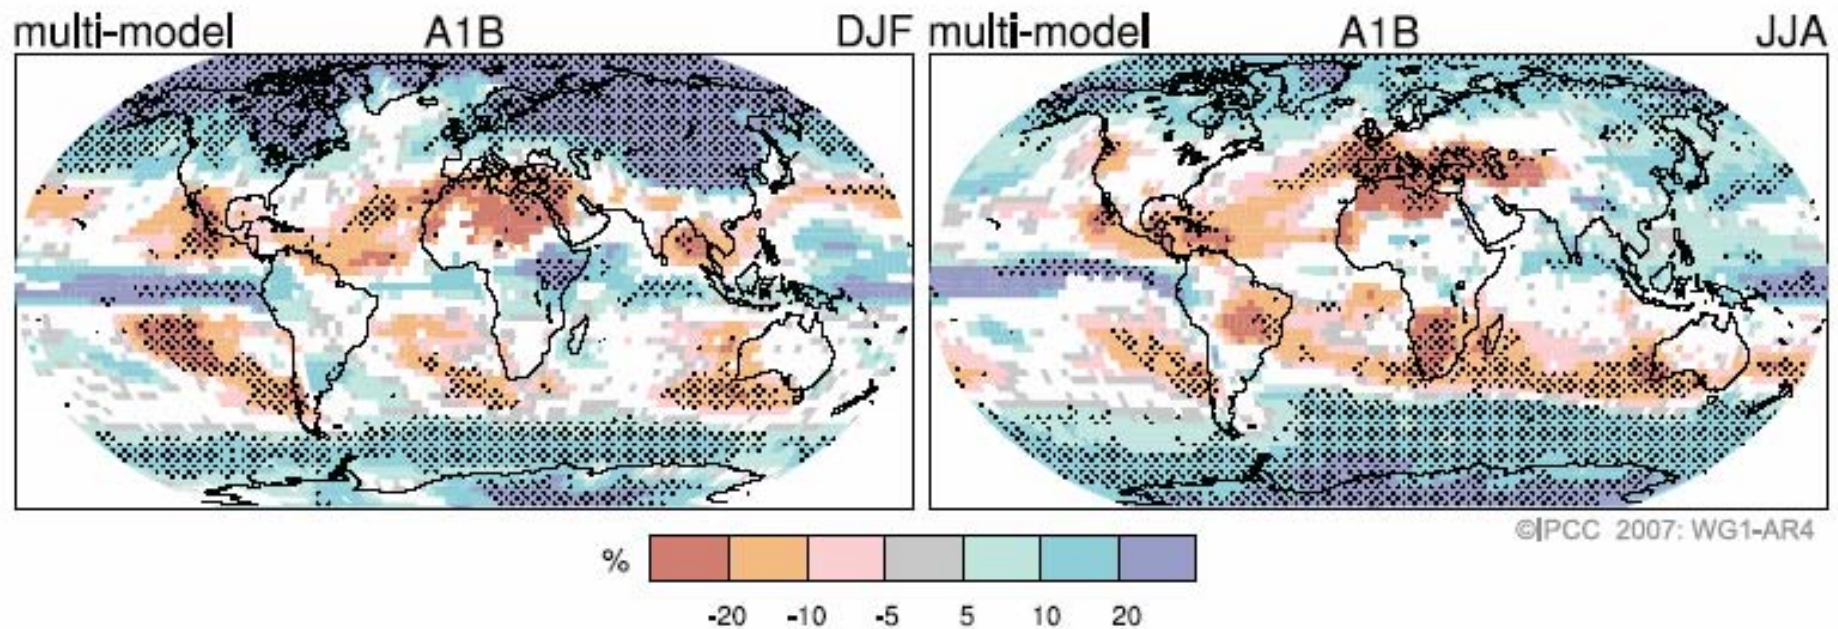 multi-model A1B DJF
multi-model A1B JJA
©IPCC 2007: WG1-AR4
%
-20 -10 -5 5 10 20